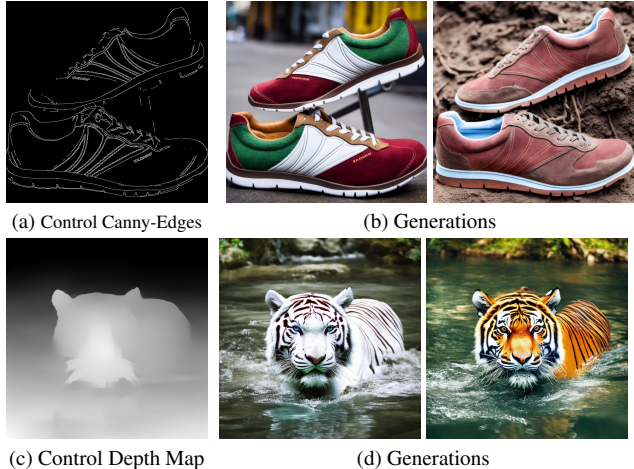 (a) Control Canny-Edges
(b) Generations
(c) Control Depth Map
(d) Generations